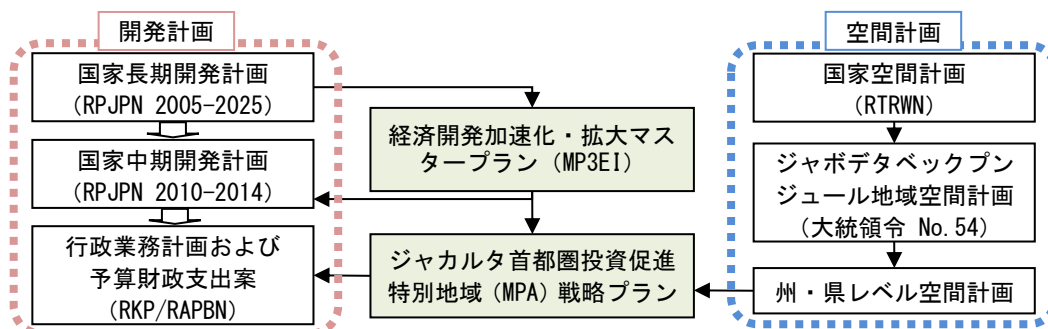 開発計画
国家長期開発計画
(RPJPN 2005-2025)
国家中期開発計画
(RPJPN 2010-2014)
行政業務計画および
予算財政支出案
(RKP/RAPBN)
経済開発加速化・拡大マス
タープラン (MP3EI)
ジャカルタ首都圏投資促進
特別地域 (MPA) 戦略プラン
空間計画
国家空間計画
(RTRWN)
ジャボデタベックプン
ジュール地域空間計画
(大統領令 No.54)
州・県レベル空間計画